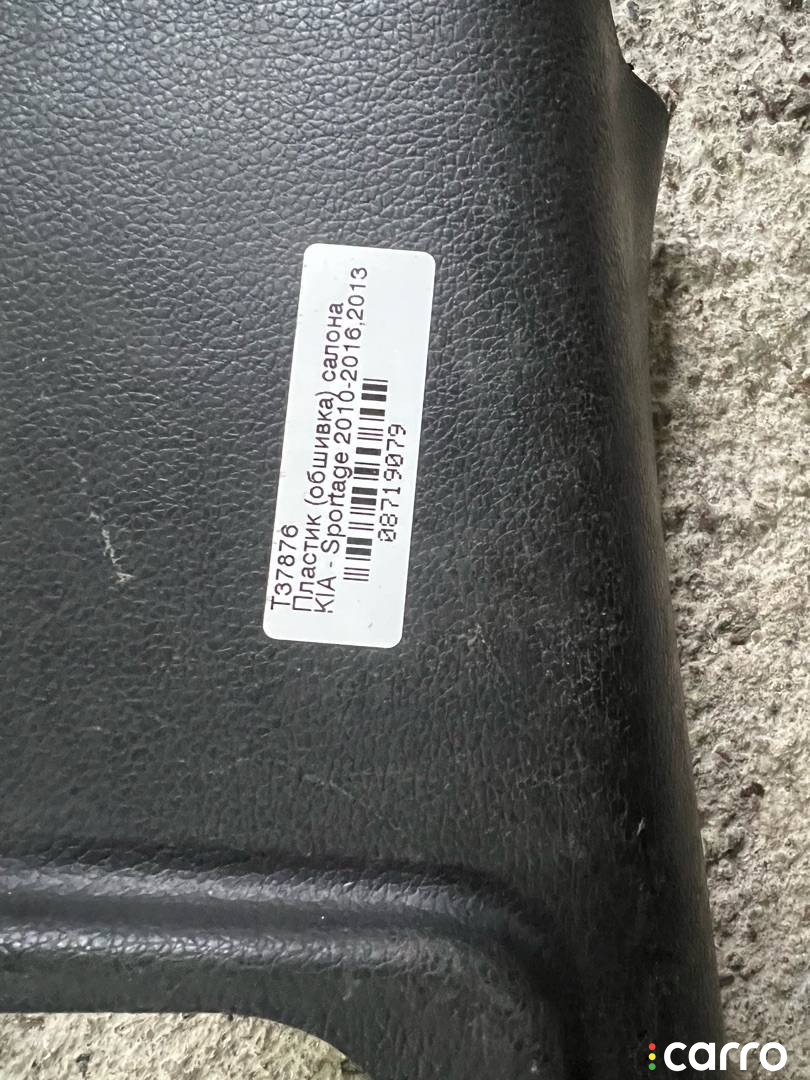 T37876
Пластик (обшивка) салона
KIA - Sportage 2010-2016,2013
08719079
carro